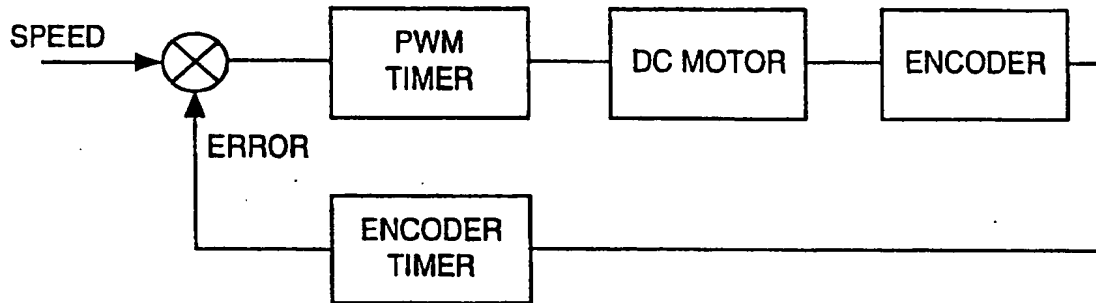 SPEED
PWM
TIMER
DC MOTOR
ENCODER
ERROR
ENCODER
TIMER